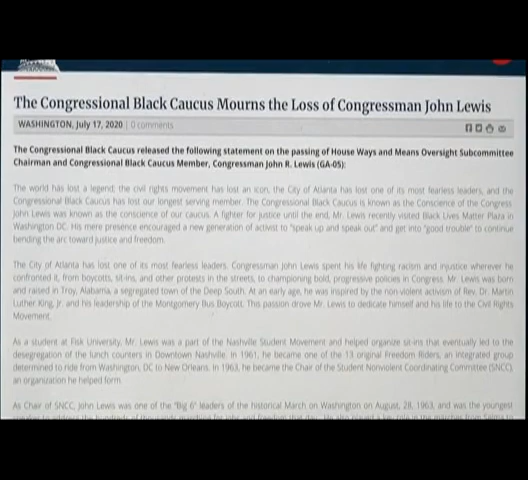 The Congressional Black Caucus Mourns the Loss of Congressman John Lewis
WASHINGTON, July 17, 2020 | 0 comments
The Congressional Black Caucus released the following statement on the passing of House Ways and Means Oversight Subcommittee
Chairman and Congressional Black Caucus Member, Congressman John R. Lewis (GA-05):
The world has lost a legend; the civil rights movement has lost an icon, the City of Atlanta has lost one of its most fearless leaders, and the
Congressional Black Caucus has lost our longest serving member. The Congressional Black Caucus is known as the Conscience of the Congress.
John Lewis was known as the conscience of our caucus. A fighter for justice until the end, Mr. Lewis recently visited Black Lives Matter Plaza in
Washington DC. His mere presence encouraged a new generation of activist to "speak up and speak out" and get into "good trouble" to continue
bending the arc toward justice and freedom.
The City of Atlanta has lost one of its most fearless leaders. Congressman John Lewis spent his life fighting racism and injustice wherever he
confronted it, from boycotts, sit-ins, and other protests in the streets, to championing bold, progressive policies in Congress. Mr. Lewis was born
and raised in Troy, Alabama, a segregated town of the Deep South. At an early age, he was inspired by the non-violent activism of Rev. Dr. Martin
Luther King, Jr. and his leadership of the Montgomery Bus Boycott. This passion drove Mr. Lewis to dedicate himself and his life to the Civil Rights
Movement.
As a student at Fisk University, Mr. Lewis was a part of the Nashville Student Movement and helped organize sit-ins that eventually led to the
desegregation of the lunch counters in Downtown Nashville. In 1961, he became one of the 13 original Freedom Riders, an integrated group
determined to ride from Washington, DC to New Orleans. In 1963, he became the Chair of the Student Nonviolent Coordinating Committee (SNCC)
an organization he helped form.
As Chair of SNCC, John Lewis was one of the "Big 6" leaders of the historical March on Washington on August, 28, 1963, and was the youngest